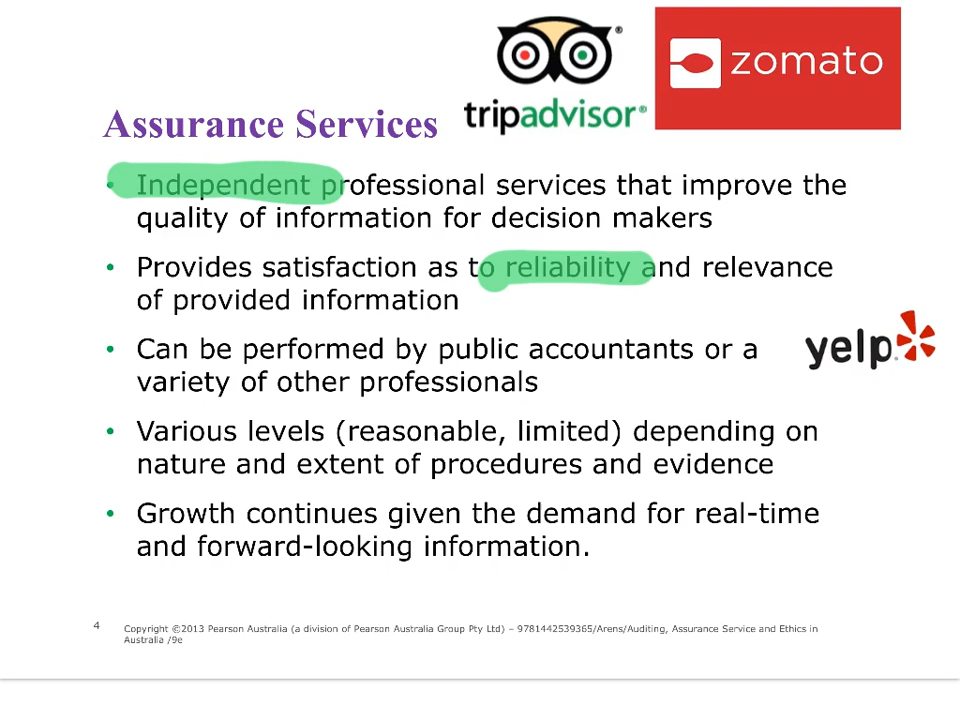 tripadvisor®
zomato
Assurance Services
• Independent professional services that improve the
quality of information for decision makers
• Provides satisfaction as to reliability and relevance
of provided information
• Can be performed by public accountants or a
variety of other professionals
yelp
• Various levels (reasonable, limited) depending on
nature and extent of procedures and evidence
• Growth continues given the demand for real-time
and forward-looking information.
4
Copyright ©2013 Pearson Australia (a division of Pearson Australia Group Pty Ltd) – 9781442539365/Arens/Auditing, Assurance Service and Ethics in
Australia /9e